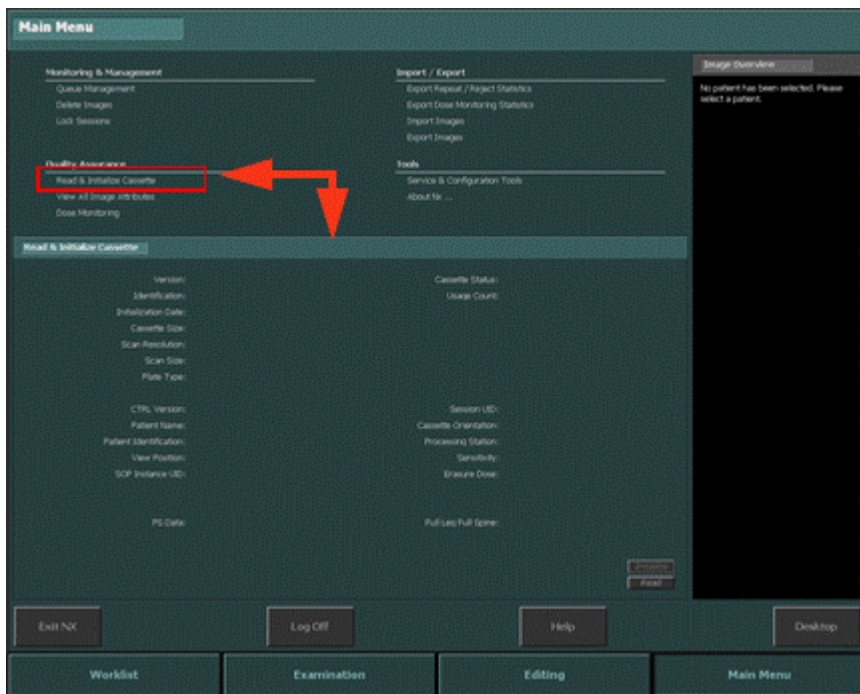 Main Menu
Monitoring & Management
Queue Management
Delete Images
Lock Sessions
Import / Export
Export Repeat / Reject Statistics
Export Dose Monitoring Statistics
Import Images
Export Images
Quality Assurance
Read & Initialize Cassette
View All Image Attributes
Dose Monitoring
Tools
Service & Configuration Tools
About Nx ...
Image Overview
No patient has been selected. Please
select a patient.
Read & Initialize Cassette
Version:
Identification:
Initialization Date:
Cassette Size:
Scan Resolution:
Scan Size:
Plate Type:
Cassette Status:
Usage Count:
CTRL Version:
Patient Name:
Patient Identification:
View Position:
SOP Instance UID:
Session UID:
Cassette Orientation:
Processing Station:
Sensitivity:
Erasure Dose:
PS Data:
Full Leg Full Spine:
Initialize
Read
Exit NX
Log Off
Help
Desktop
Worklist
Examination
Editing
Main Menu